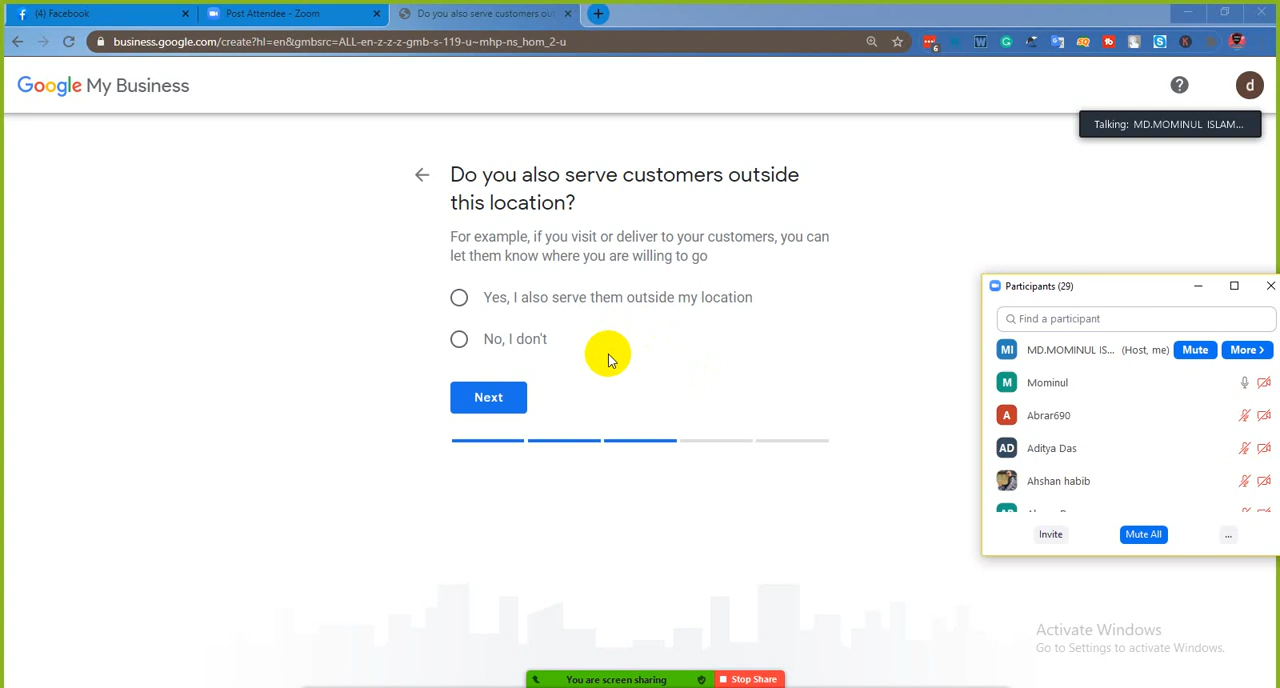 (4) Facebook
Post Attendee - Zoom
Do you also serve customers out
business.google.com/create?hl=en&gmbsrc=ALL-en-z-z-z-gmb-s-119-u~mhp-ns_hom_2-u
6
Google My Business
d
Talking: MD.MOMINUL ISLAM...
Do you also serve customers outside
this location?
For example, if you visit or deliver to your customers, you can
let them know where you are willing to go
Yes, I also serve them outside my location
No, I don't
Next
Participants (29)
Find a participant
MI MD.MOMINUL IS... (Host, me) Mute More
M Mominul
A Abrar690
AD Aditya Das
Ahshan habib
Invite
Mute All
...
Activate Windows
Go to Settings to activate Windows.
You are screen sharing
Stop Share